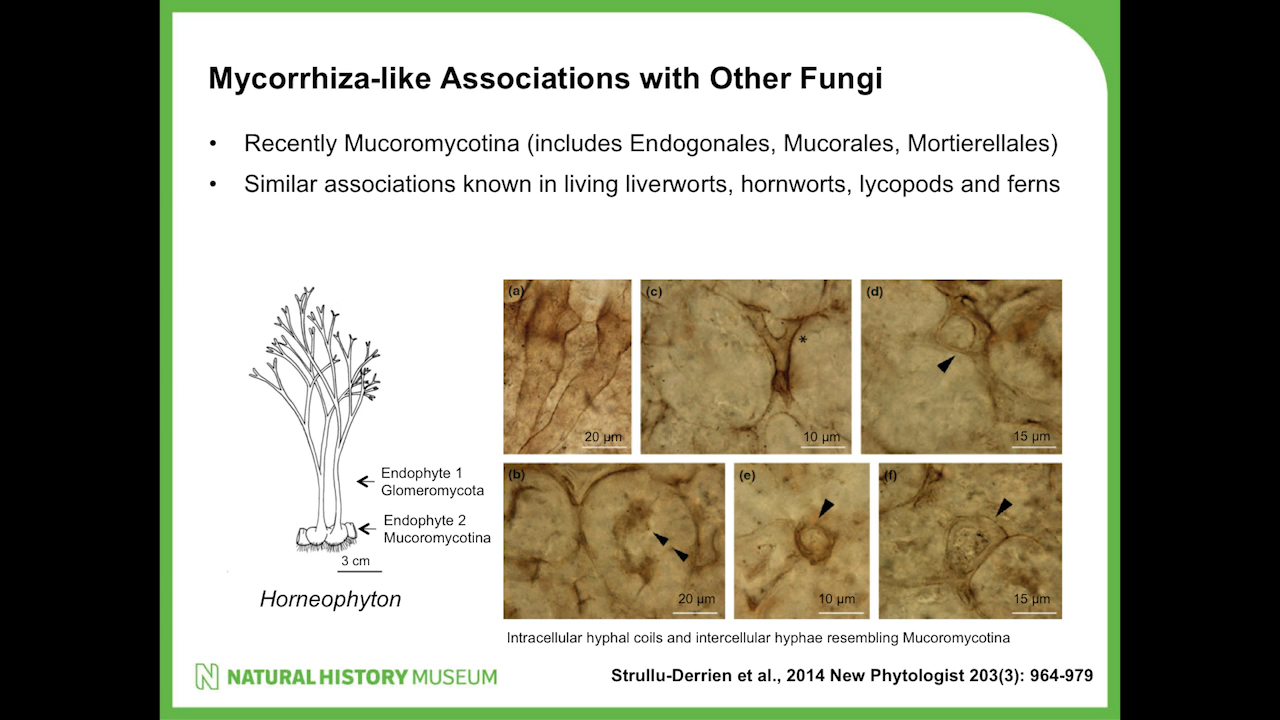 Mycorrhiza-like Associations with Other Fungi
• Recently Mucoromycotina (includes Endogonales, Mucorales, Mortierellales)
• Similar associations known in living liverworts, hornworts, lycopods and ferns
(a)
20 µm
(c)
*
10 µm
(d)
15 µm
(b)
20 µm
(e)
10 µm
(f)
15 µm
Endophyte 1
Glomeromycota
Endophyte 2
Mucoromycotina
3 cm
Horneophyton
Intracellular hyphal coils and intercellular hyphae resembling Mucoromycotina
N NATURAL HISTORY MUSEUM
Strullu-Derrien et al., 2014 New Phytologist 203(3): 964-979